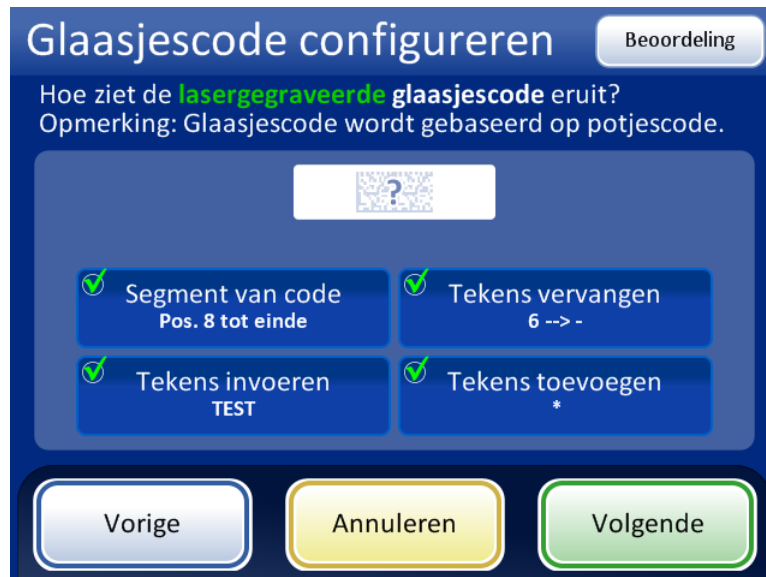 Glaasjescode configureren
Beoordeling
Hoe ziet de lasergegraveerde glaasjescode eruit?
Opmerking: Glaasjescode wordt gebaseerd op potjescode.
?
Segment van code
Pos. 8 tot einde
Tekens vervangen
6 --> -
Tekens invoeren
TEST
Tekens toevoegen
*
Vorige
Annuleren
Volgende